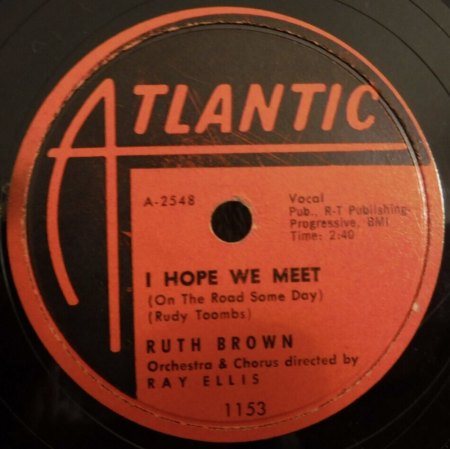 ATLANTIC
A-2548
Vocal
Pub., R-T Publishing-
Progressive, BMI
Time: 2:40
I HOPE WE MEET
(On The Road Some Day)
(Rudy Toombs)
RUTH BROWN
Orchestra & Chorus directed by
RAY ELLIS
1153